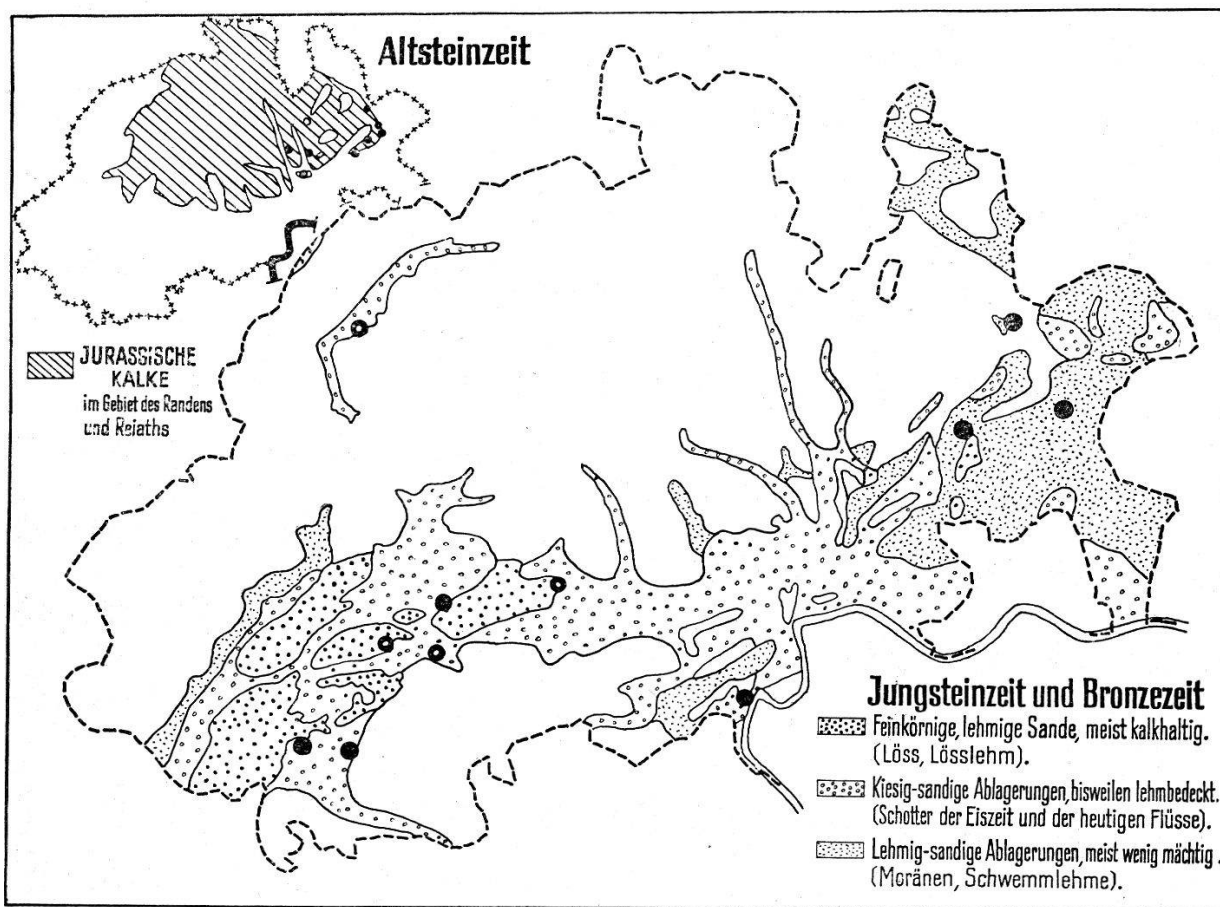 Altsteinzeit
JURASSISCHE
KALKE
im Gebiet des Randens
und Reiaths
Jungsteinzeit und Bronzezeit
Feinkörnige, lehmige Sande, meist kalkhaltig.
(Löss, Lösslehm).
Kiesig-sandige Ablagerungen, bisweilen lehmbedeckt.
(Schotter der Eiszeit und der heutigen Flüsse).
Lehmig-sandige Ablagerungen, meist wenig mächtig.
(Moränen, Schwemmlehme).